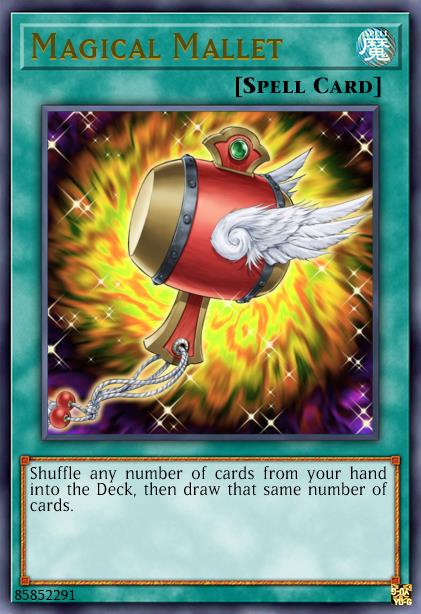 Magical Mallet
SPELL
魔
[Spell Card]
Shuffle any number of cards from your hand
into the Deck, then draw that same number of
cards.
85852291